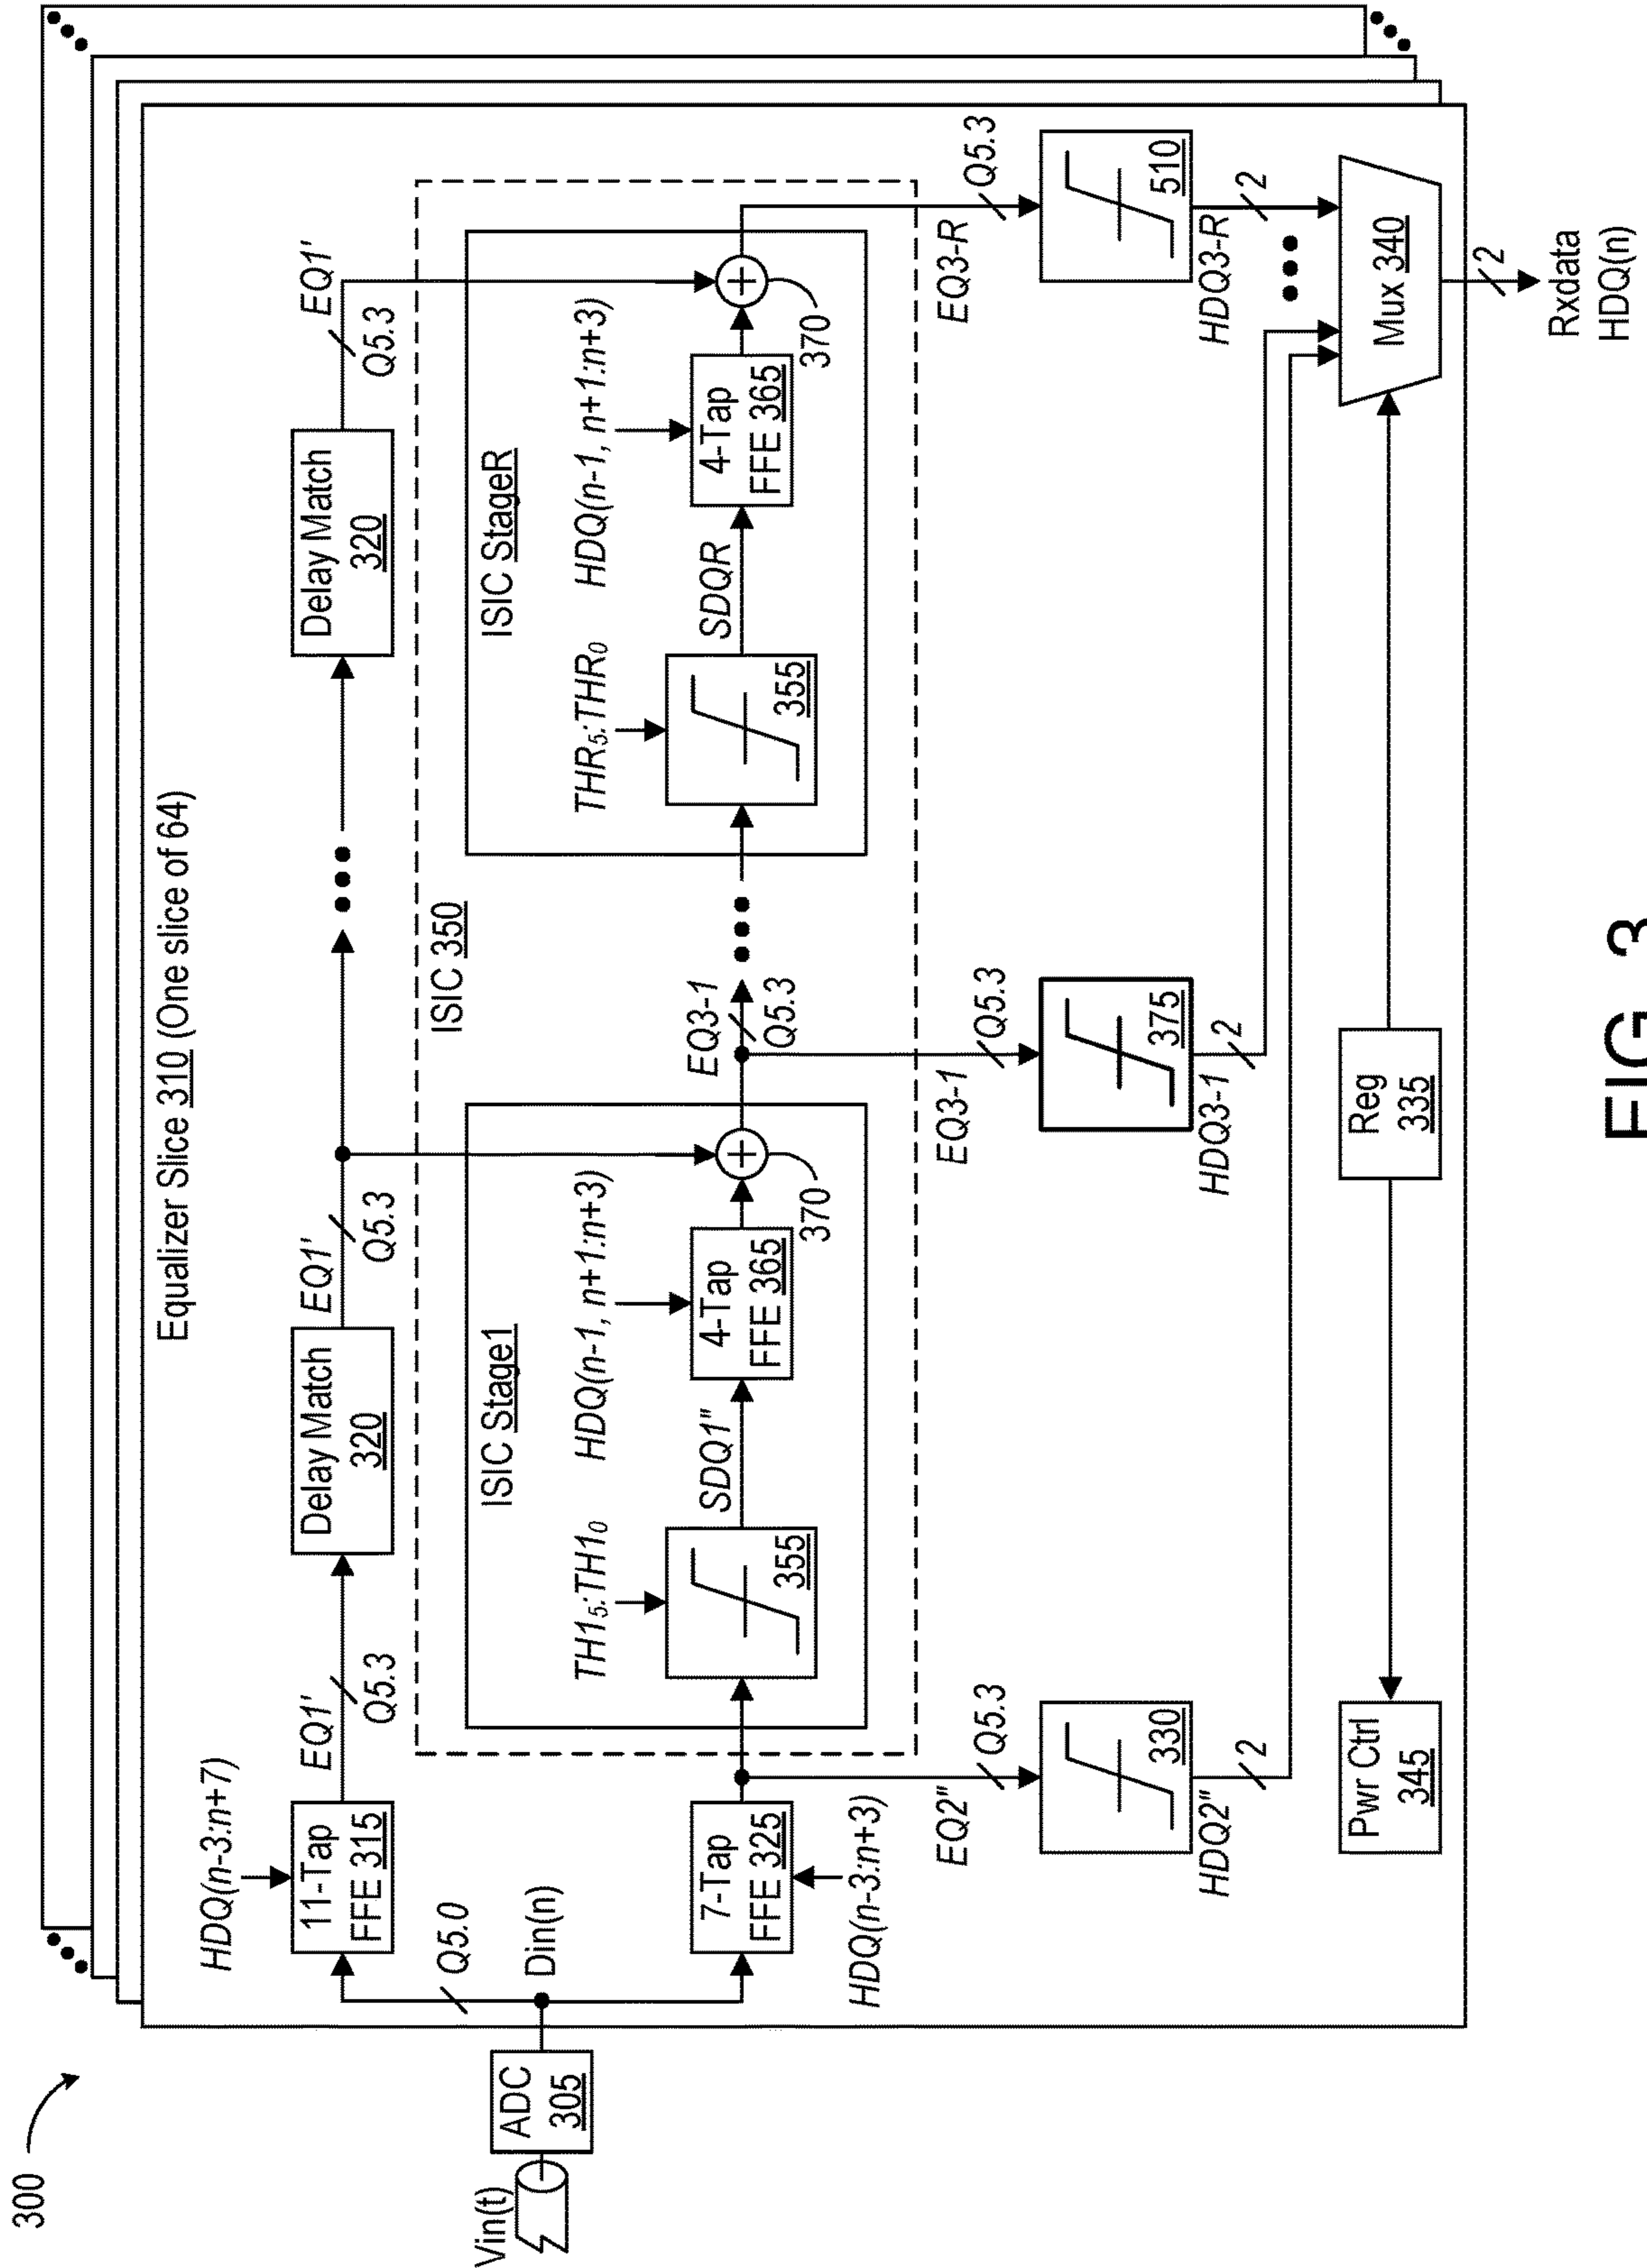 300
Equalizer Slice 310 (One slice of 64)
Vin(t)
ADC
305
Q5.0
Din(n)
HDQ(n-3:n+7)
11-Tap
FFE 315
EQ1'
Q5.3
Delay Match
320
EQ1'
Q5.3
Delay Match
320
EQ1'
Q5.3
ISIC 350
7-Tap
FFE 325
HDQ(n-3:n+3)
ISIC Stage1
TH1₅:TH1₀
355
SDQ1"
HDQ(n-1, n+1:n+3)
4-Tap
FFE 365
370
EQ3-1
Q5.3
ISIC StageR
THR₅:THR₀
355
SDQR
HDQ(n-1, n+1:n+3)
4-Tap
FFE 365
370
EQ2"
Q5.3
330
HDQ2"
2
EQ3-1
Q5.3
375
HDQ3-1
2
EQ3-R
Q5.3
510
HDQ3-R
2
Pwr Ctrl
345
Reg
335
Mux 340
2
Rxdata
HDQ(n)
FIG. 3